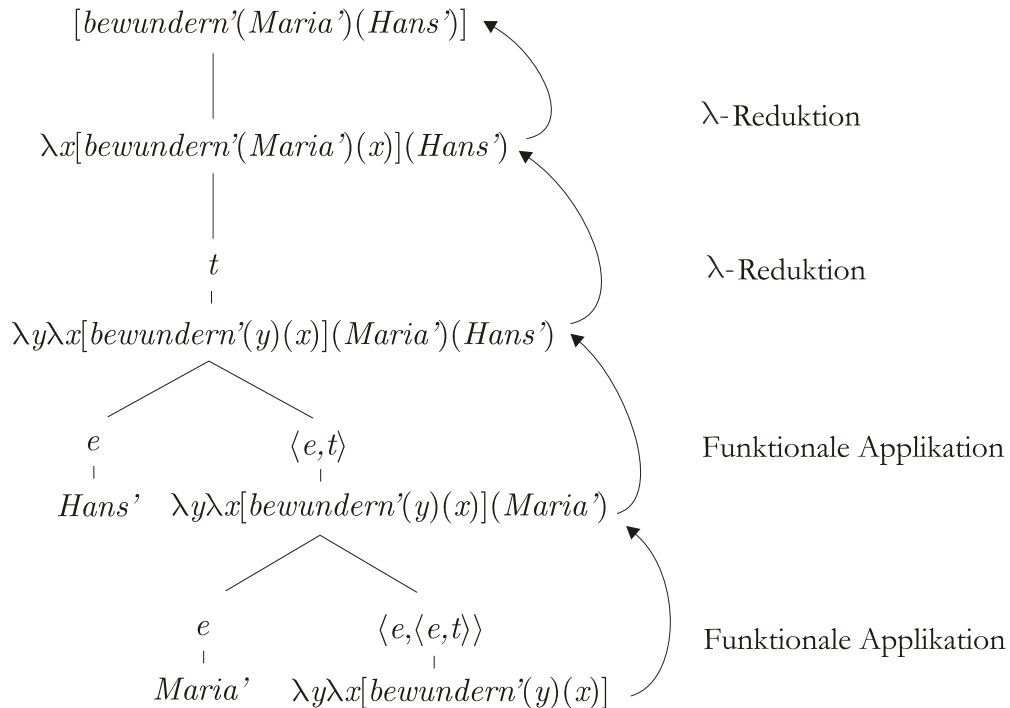 [bewundern’(Maria’)(Hans’)]
λ-Reduktion
λx[bewundern’(Maria’)(x)](Hans’)
t
λ-Reduktion
λyλx[bewundern’(y)(x)](Maria’)(Hans’)
e ⟨e,t⟩
Funktionale Applikation
Hans’ λyλx[bewundern’(y)(x)](Maria’)
e ⟨e,⟨e,t⟩⟩
Funktionale Applikation
Maria’ λyλx[bewundern’(y)(x)]